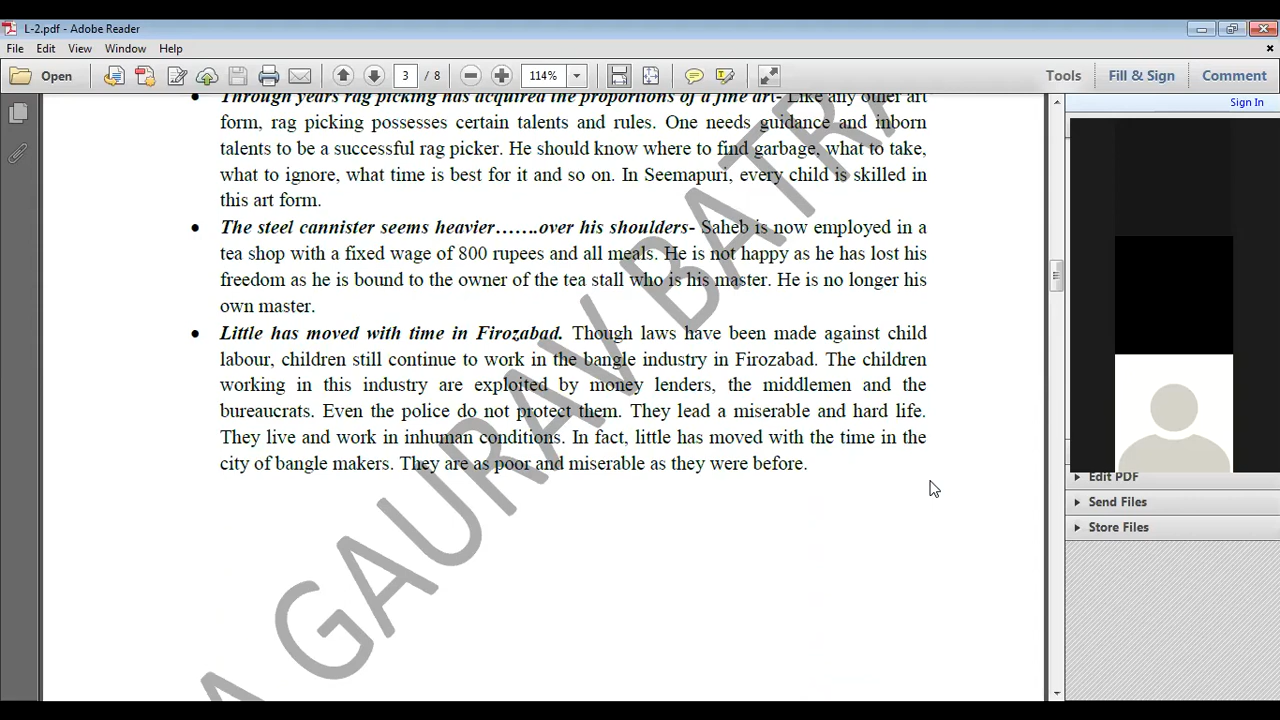 L-2.pdf - Adobe Reader
File Edit View Window Help
Open 3 / 8 114% Tools Fill & Sign Comment
Sign In
Through years rag picking has acquired the proportions of a fine art- Like any other art
form, rag picking possesses certain talents and rules. One needs guidance and inborn
talents to be a successful rag picker. He should know where to find garbage, what to take,
what to ignore, what time is best for it and so on. In Seemapuri, every child is skilled in
this art form.
• The steel cannister seems heavier…….over his shoulders- Saheb is now employed in a
tea shop with a fixed wage of 800 rupees and all meals. He is not happy as he has lost his
freedom as he is bound to the owner of the tea stall who is his master. He is no longer his
own master.
• Little has moved with time in Firozabad. Though laws have been made against child
labour, children still continue to work in the bangle industry in Firozabad. The children
working in this industry are exploited by money lenders, the middlemen and the
bureaucrats. Even the police do not protect them. They lead a miserable and hard life.
They live and work in inhuman conditions. In fact, little has moved with the time in the
city of bangle makers. They are as poor and miserable as they were before.
GAURAV BATRA
Edit PDF
Send Files
Store Files